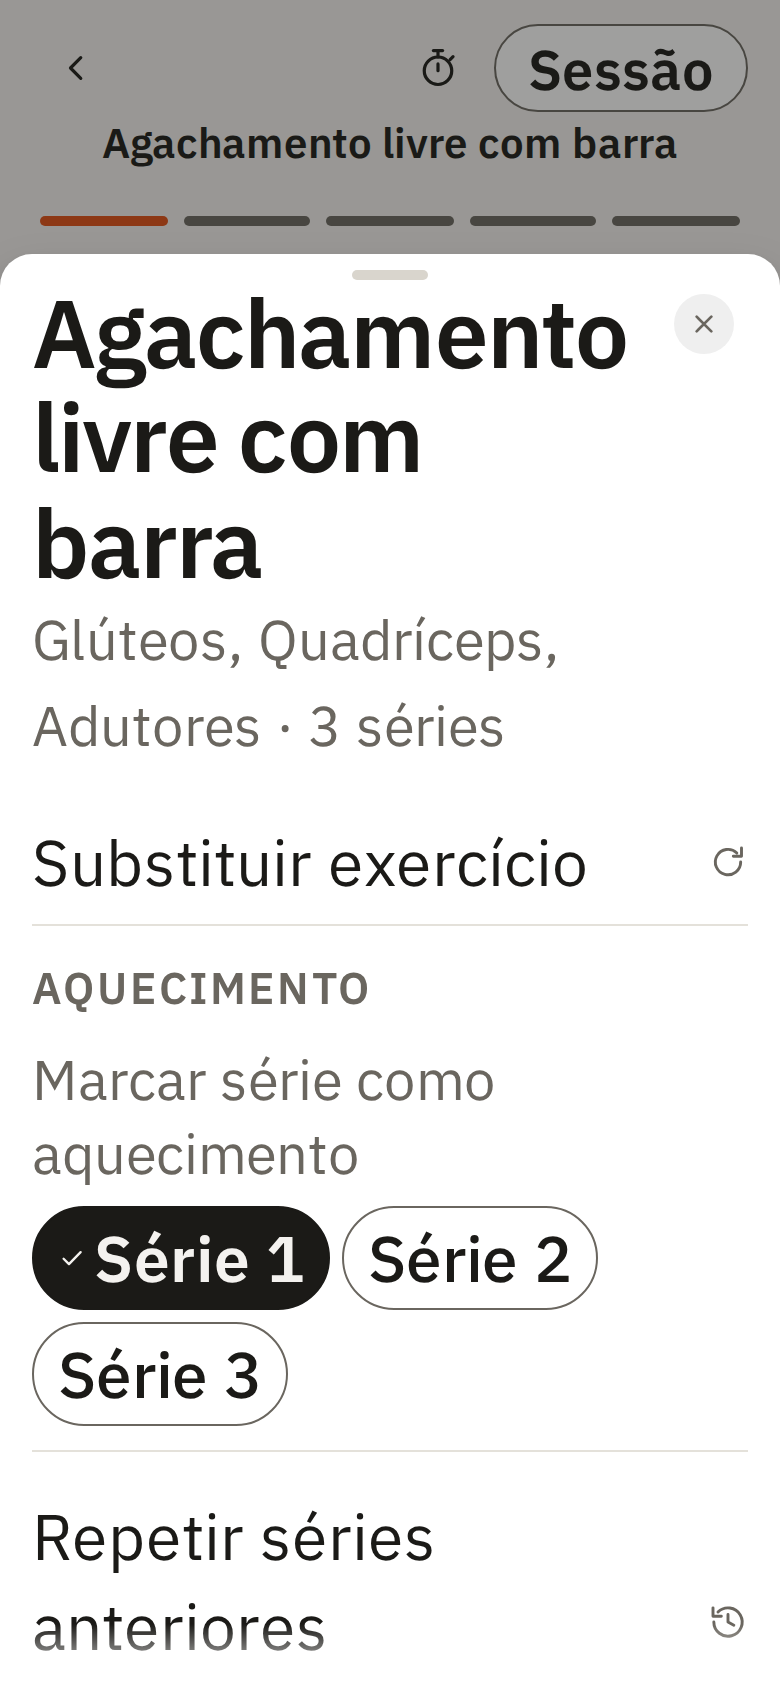 Sessão
Agachamento livre com barra
Agachamento
livre com
barra
Glúteos, Quadríceps,
Adutores · 3 séries
Substituir exercício
AQUECIMENTO
Marcar série como
aquecimento
Série 1
Série 2
Série 3
Repetir séries
anteriores